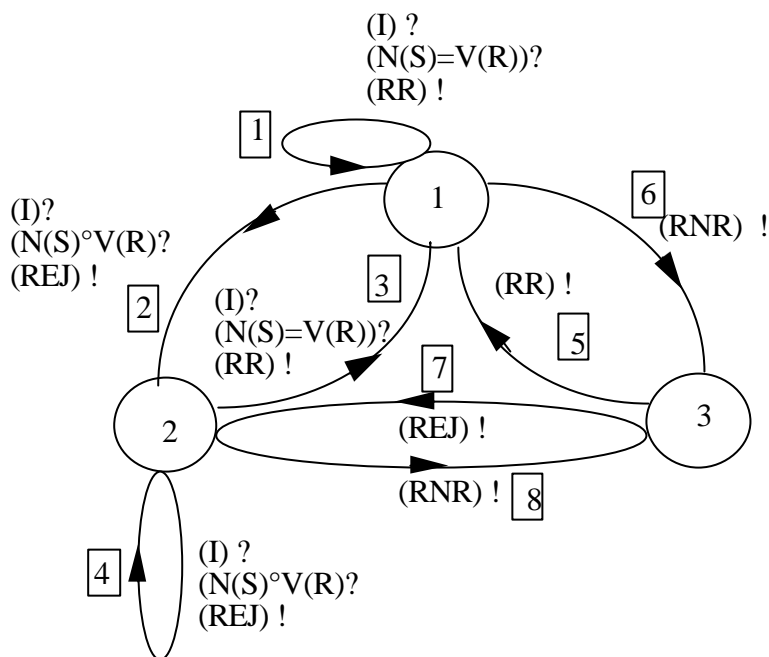 (I) ?
(N(S)=V(R))?
(RR) !
1
1
6
(RNR) !
(I)?
(N(S)°V(R)?
(REJ) !
2
3
(I)?
(N(S)=V(R))?
(RR) !
(RR) !
5
7
2
(REJ) !
3
(RNR) !
8
4
(I) ?
(N(S)°V(R)?
(REJ) !